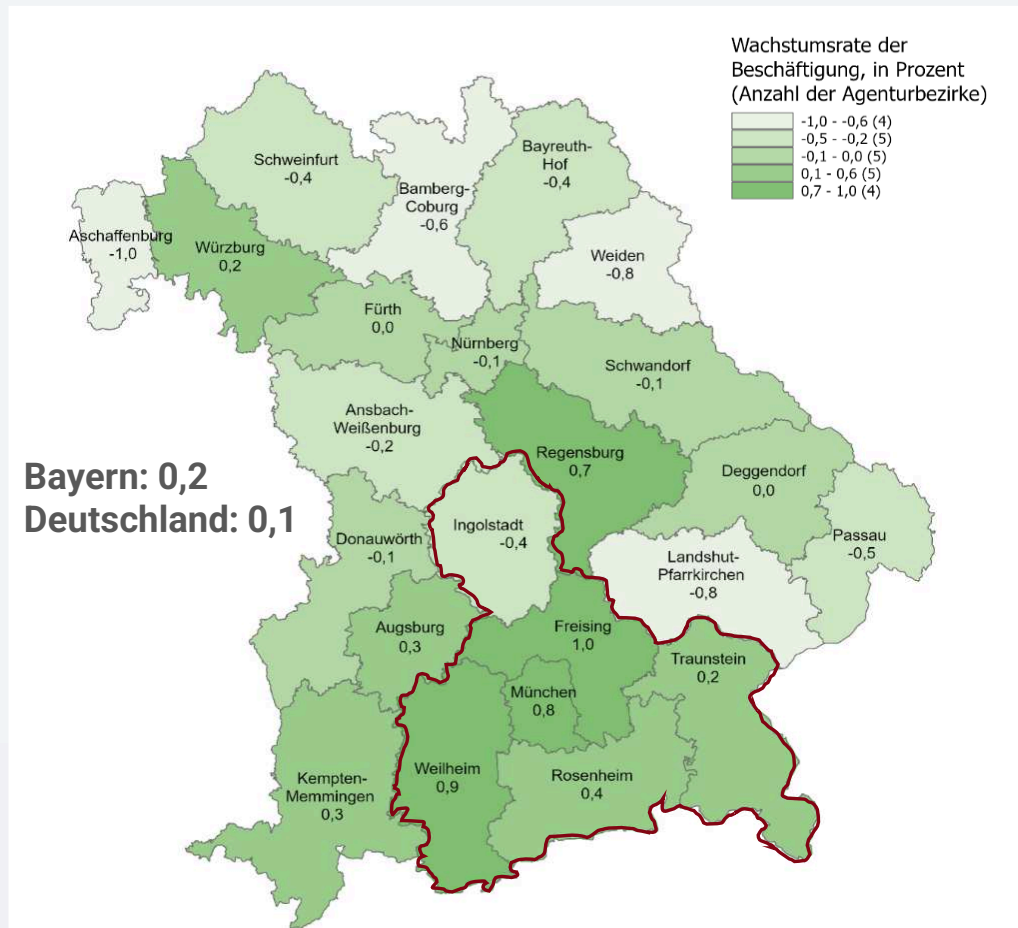 Wachstumsrate der
Beschäftigung, in Prozent
(Anzahl der Agenturbezirke)
-1,0 - -0,6 (4)
-0,5 - -0,2 (5)
-0,1 - 0,0 (5)
0,1 - 0,6 (5)
0,7 - 1,0 (4)
Schweinfurt
-0,4
Bayreuth-
Hof
-0,4
Bamberg-
Coburg
-0,6
Aschaffenburg
-1,0
Würzburg
0,2
Weiden
-0,8
Fürth
0,0
Nürnberg
-0,1
Schwandorf
-0,1
Ansbach-
Weißenburg
-0,2
Regensburg
0,7
Deggendorf
0,0
Bayern: 0,2
Deutschland: 0,1
Ingolstadt
-0,4
Donauwörth
-0,1
Passau
-0,5
Landshut-
Pfarrkirchen
-0,8
Augsburg
0,3
Freising
1,0
Traunstein
0,2
München
0,8
Weilheim
0,9
Rosenheim
0,4
Kempten-
Memmingen
0,3